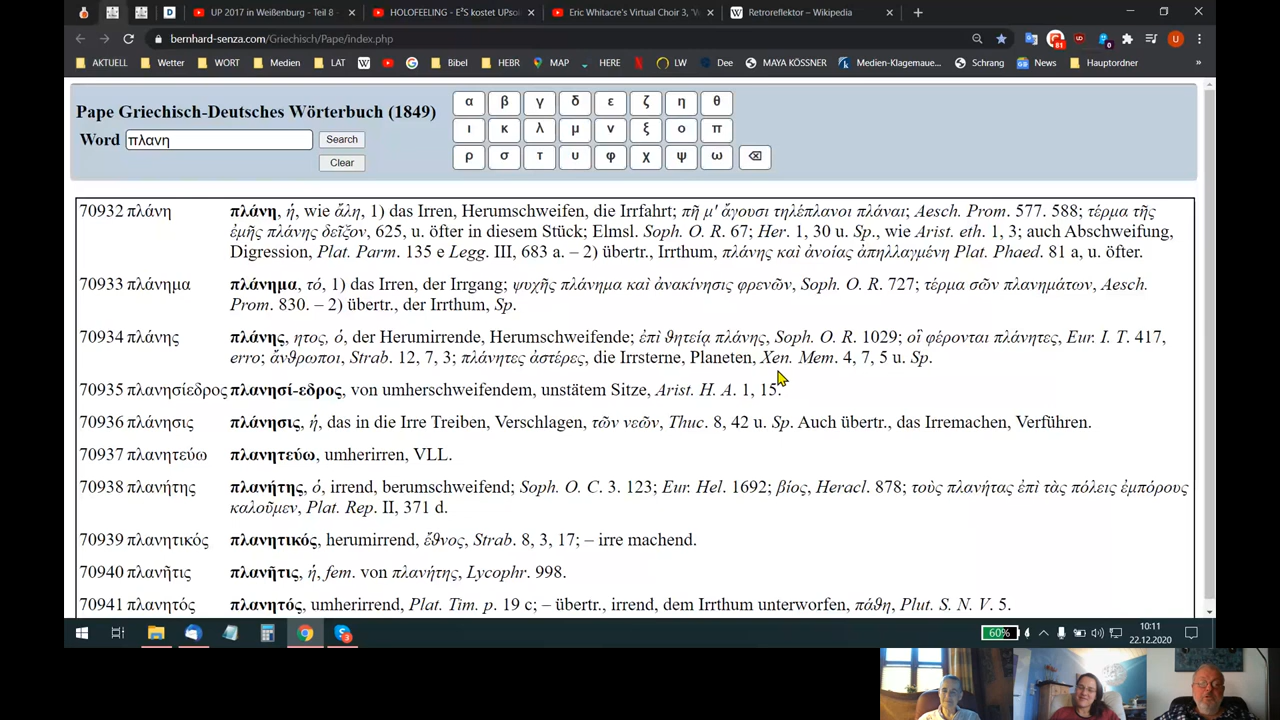 UP 2017 in Weißenburg - Teil 8 -
HOLOFEELING - E²S kostet UPsol
Eric Whitacre's Virtual Choir 3, 'W
Retroreflektor – Wikipedia
bernhard-senza.com/Griechisch/Pape/index.php
AKTUELL Wetter WORT Medien LAT Bibel HEBR MAP HERE LW Dee MAYA KÖSSNER Medien-Klagemaue... Schrang News Hauptordner »
Pape Griechisch-Deutsches Wörterbuch (1849)
Word πλανη Search
Clear
α β γ δ ε ζ η θ
ι κ λ μ ν ξ ο π
ρ σ τ υ φ χ ψ ω
70932 πλάνη πλάνη, ἡ, wie ἄλη, 1) das Irren, Herumschweifen, die Irrfahrt; πῆ μ' ἄγουσι τηλέπλανοι πλάναι; Aesch. Prom. 577. 588; τέρμα τῆς
ἐμῆς πλάνης δεῖξον, 625, u. öfter in diesem Stück; Elmsl. Soph. O. R. 67; Her. 1, 30 u. Sp., wie Arist. eth. 1, 3; auch Abschweifung,
Digression, Plat. Parm. 135 e Legg. III, 683 a. – 2) übertr., Irrthum, πλάνης καὶ ἀνοίας ἀπηλλαγμένη Plat. Phaed. 81 a, u. öfter.
70933 πλάνημα πλάνημα, τό, 1) das Irren, der Irrgang; ψυχῆς πλάνημα καὶ ἀνακίνησις φρενῶν, Soph. O. R. 727; τέρμα σῶν πλανημάτων, Aesch.
Prom. 830. – 2) übertr., der Irrthum, Sp.
70934 πλάνης πλάνης, ητος, ὁ, der Herumirrende, Herumschweifende; ἐπὶ θητείᾳ πλάνης, Soph. O. R. 1029; οἳ φέρονται πλάνητες, Eur. I. T. 417,
erro; ἄνθρωποι, Strab. 12, 7, 3; πλάνητες ἀστέρες, die Irrsterne, Planeten, Xen. Mem. 4, 7, 5 u. Sp.
70935 πλανησίεδρος πλανησί-εδρος, von umherschweifendem, unstätem Sitze, Arist. H. A. 1, 15.
70936 πλάνησις πλάνησις, ἡ, das in die Irre Treiben, Verschlagen, τῶν νεῶν, Thuc. 8, 42 u. Sp. Auch übertr., das Irremachen, Verführen.
70937 πλανητεύω πλανητεύω, umherirren, VLL.
70938 πλανήτης πλανήτης, ὁ, irrend, berumschweifend; Soph. O. C. 3. 123; Eur. Hel. 1692; βίος, Heracl. 878; τοὺς πλανήτας ἐπὶ τὰς πόλεις ἐμπόρους
καλοῦμεν, Plat. Rep. II, 371 d.
70939 πλανητικός πλανητικός, herumirrend, ἔθνος, Strab. 8, 3, 17; – irre machend.
70940 πλανῆτις πλανῆτις, ἡ, fem. von πλανήτης, Lycophr. 998.
70941 πλανητός πλανητός, umherirrend, Plat. Tim. p. 19 c; – übertr., irrend, dem Irrthum unterworfen, πάθη, Plut. S. N. V. 5.
60%
10:11
22.12.2020